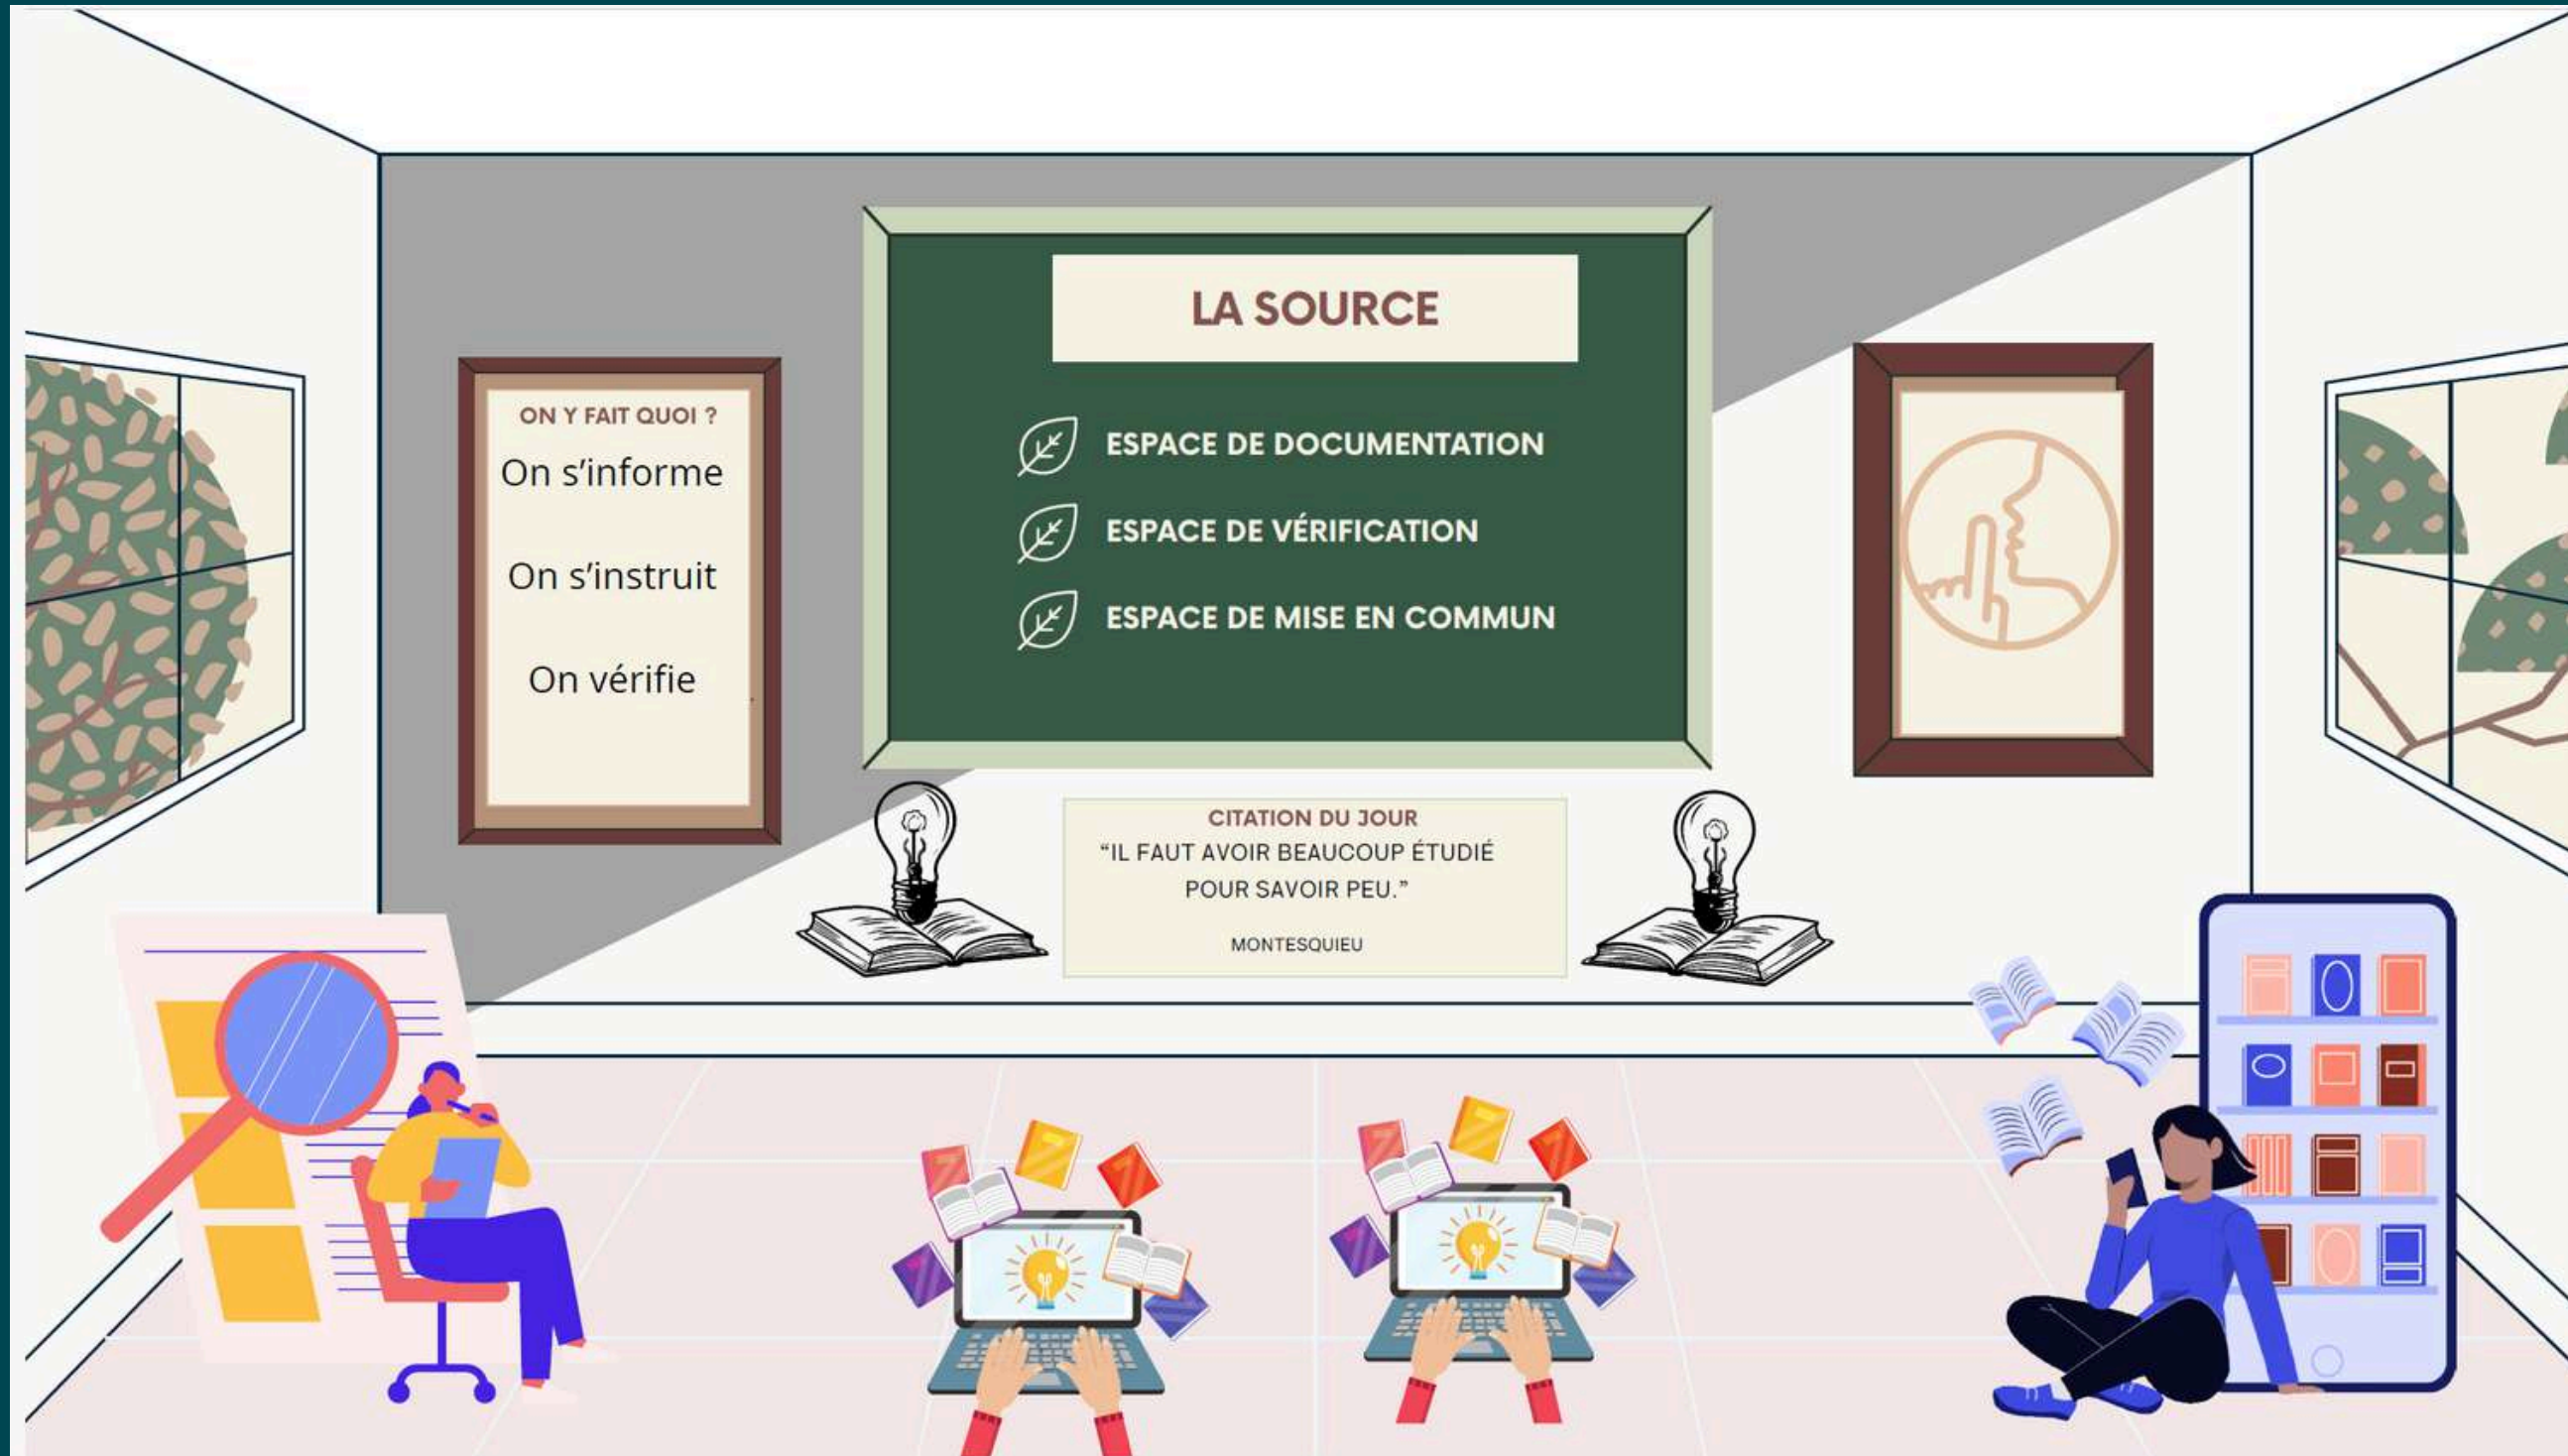 LA SOURCE
ON Y FAIT QUOI ?
On s’informe
On s’instruit
On vérifie
ESPACE DE DOCUMENTATION
ESPACE DE VÉRIFICATION
ESPACE DE MISE EN COMMUN
CITATION DU JOUR
“IL FAUT AVOIR BEAUCOUP ÉTUDIÉ
POUR SAVOIR PEU.”
MONTESQUIEU